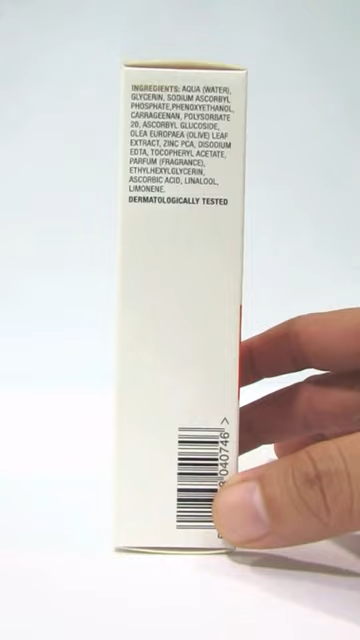 INGREDIENTS: AQUA (WATER),
GLYCERIN, SODIUM ASCORBYL
PHOSPHATE,PHENOXYETHANOL,
CARRAGEENAN, POLYSORBATE
20, ASCORBYL GLUCOSIDE,
OLEA EUROPAEA (OLIVE) LEAF
EXTRACT, ZINC PCA, DISODIUM
EDTA, TOCOPHERYL ACETATE,
PARFUM (FRAGRANCE),
ETHYLHEXYLGLYCERIN,
ASCORBIC ACID, LINALOOL,
LIMONENE.
DERMATOLOGICALLY TESTED
040746 >